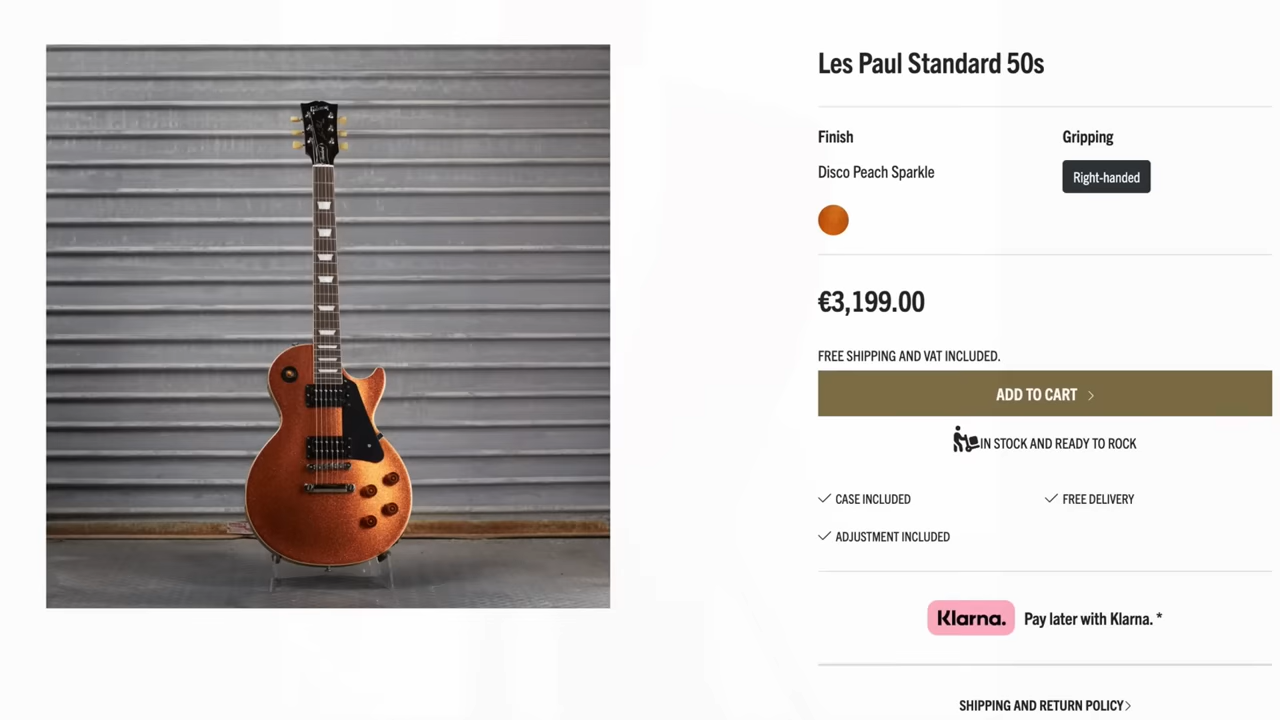 Gibson
Les Paul Standard 50s
Finish
Gripping
Disco Peach Sparkle
Right-handed
€3,199.00
FREE SHIPPING AND VAT INCLUDED.
ADD TO CART
IN STOCK AND READY TO ROCK
CASE INCLUDED
FREE DELIVERY
ADJUSTMENT INCLUDED
Klarna. Pay later with Klarna. *
SHIPPING AND RETURN POLICY